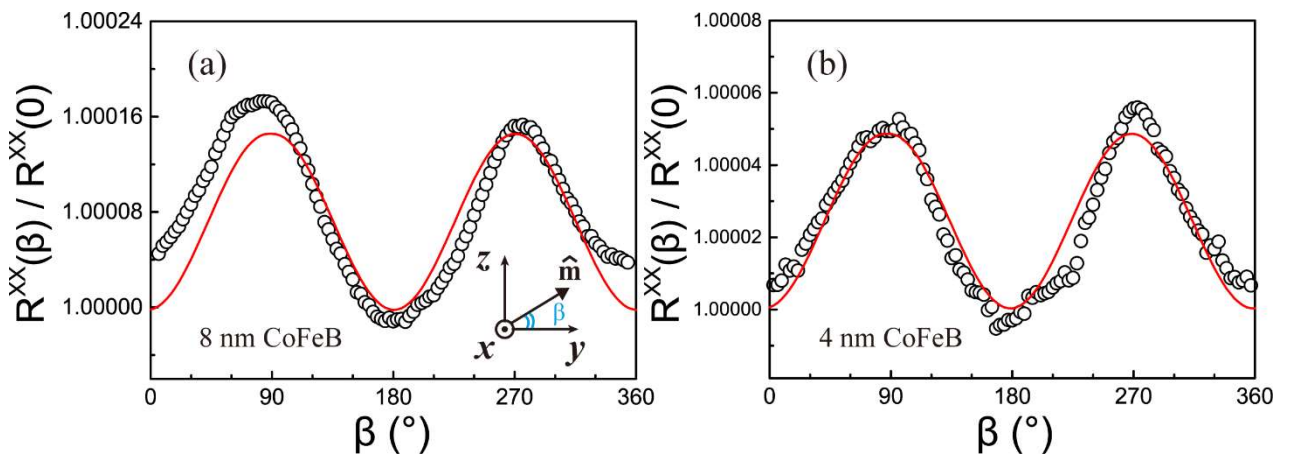 1.00024
1.00016
1.00008
1.00000
R^XX(β) / R^XX(0)
(a)
8 nm CoFeB
z
m̂
β
x
y
0
90
180
270
360
β (°)
1.00008
1.00006
1.00004
1.00002
1.00000
R^XX(β) / R^XX(0)
(b)
4 nm CoFeB
0
90
180
270
360
β (°)